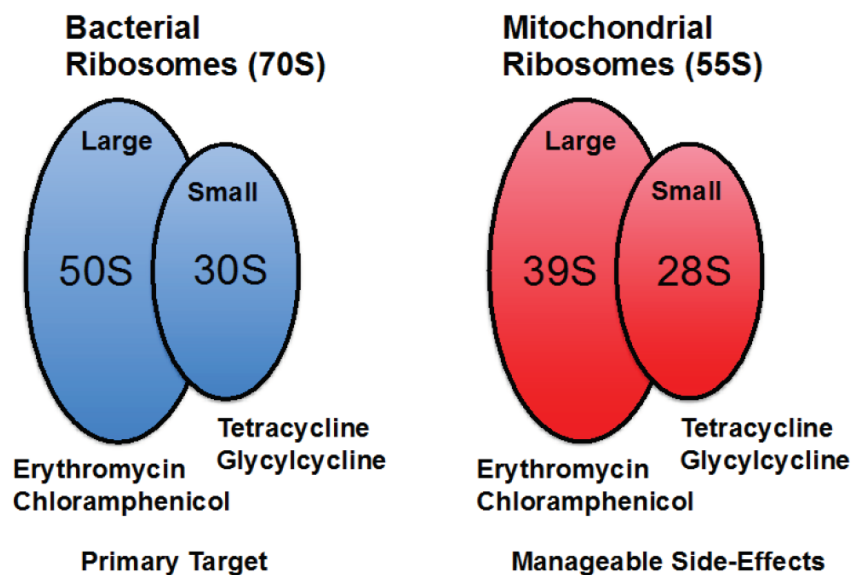 Bacterial
Ribosomes (70S)
Large
Small
50S
30S
Tetracycline
Glycylcycline
Erythromycin
Chloramphenicol
Primary Target
Mitochondrial
Ribosomes (55S)
Large
Small
39S
28S
Tetracycline
Glycylcycline
Erythromycin
Chloramphenicol
Manageable Side-Effects